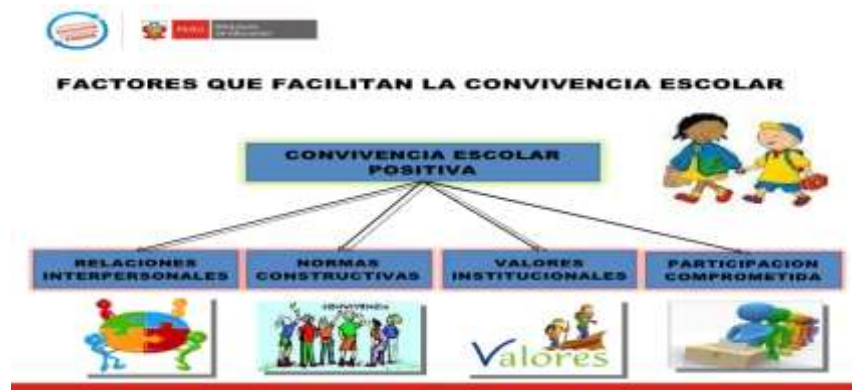 PERÚ
FACTORES QUE FACILITAN LA CONVIVENCIA ESCOLAR
CONVIVENCIA ESCOLAR
POSITIVA
RELACIONES
INTERPERSONALES
NORMAS
CONSTRUCTIVAS
VALORES
INSTITUCIONALES
PARTICIPACION
COMPROMETIDA
CONVIVENCIA
Valores